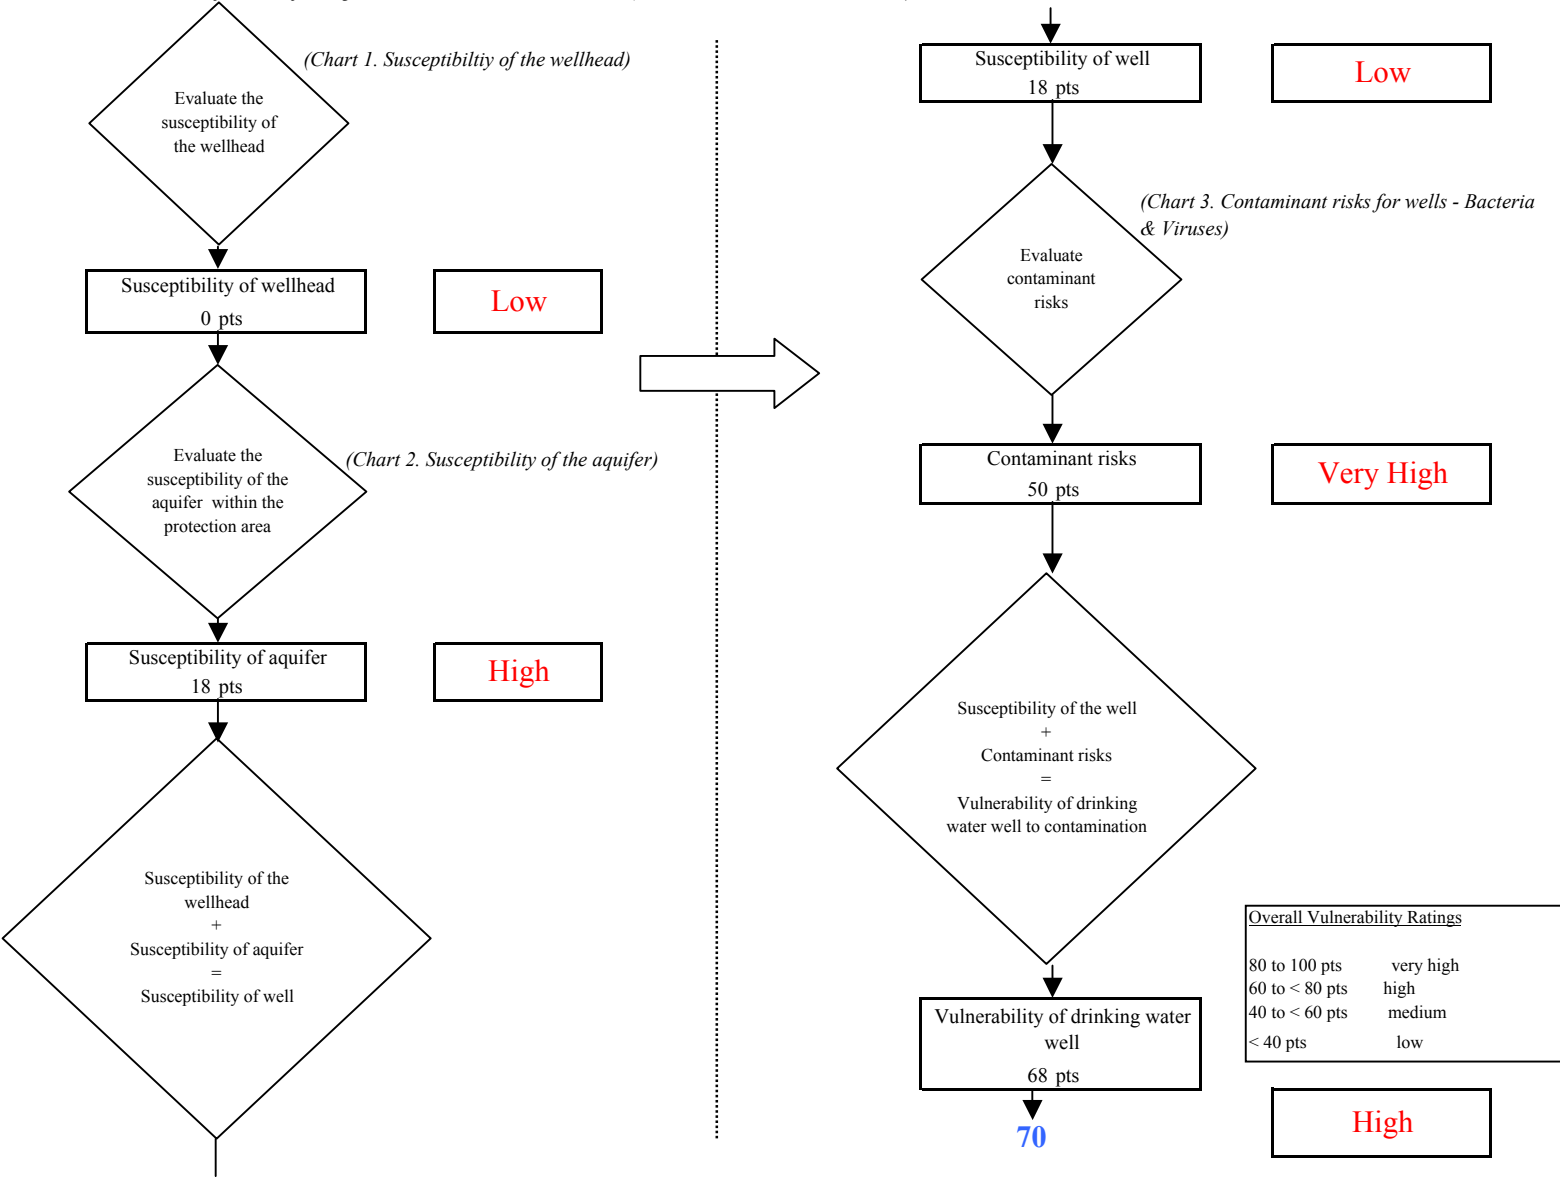 (Chart 1. Susceptibiltiy of the wellhead)
Evaluate the
susceptibility of
the wellhead
Susceptibility of wellhead
0 pts
Low
Evaluate the
susceptibility of the
aquifer within the
protection area
(Chart 2. Susceptibility of the aquifer)
Susceptibility of aquifer
18 pts
High
Susceptibility of the
wellhead
+
Susceptibility of aquifer
=
Susceptibility of well
Susceptibility of well
18 pts
Low
(Chart 3. Contaminant risks for wells - Bacteria
& Viruses)
Evaluate
contaminant
risks
Contaminant risks
50 pts
Very High
Susceptibility of the well
+
Contaminant risks
=
Vulnerability of drinking
water well to contamination
Overall Vulnerability Ratings
80 to 100 pts very high
60 to < 80 pts high
40 to < 60 pts medium
< 40 pts low
Vulnerability of drinking water
well
68 pts
70
High